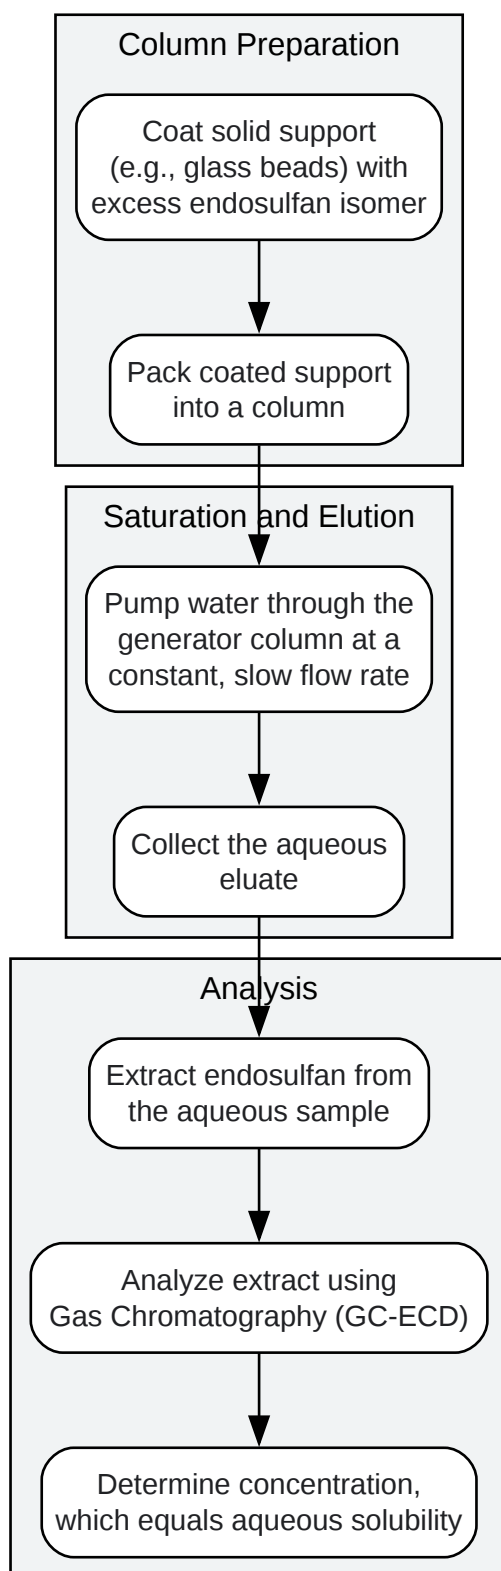 Column Preparation
Coat solid support
(e.g., glass beads) with
excess endosulfan isomer
Pack coated support
into a column
Saturation and Elution
Pump water through the
generator column at a
constant, slow flow rate
Collect the aqueous
eluate
Analysis
Extract endosulfan from
the aqueous sample
Analyze extract using
Gas Chromatography (GC-ECD)
Determine concentration,
which equals aqueous solubility